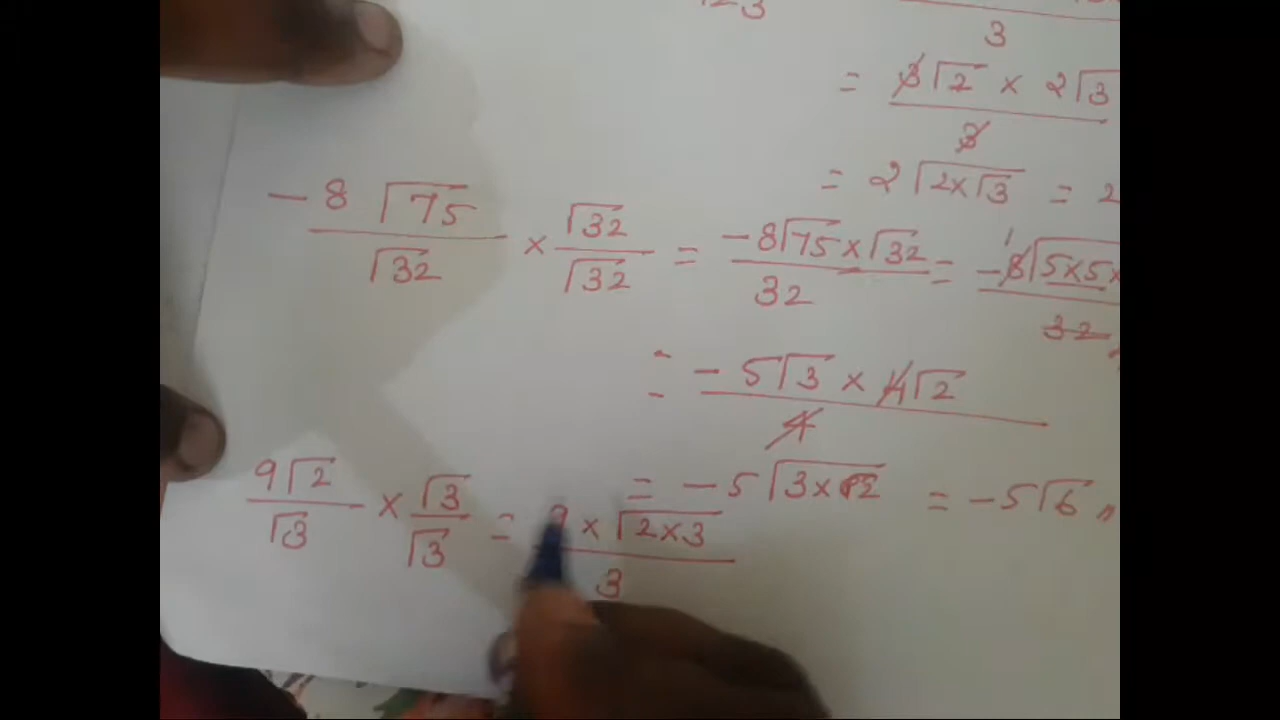 3
= 3√2 × 2√3 / 3
= 2√2×√3 = 2
-8√75 / √32 × √32 / √32 = -8√75×√32 / 32 = -8√5×5× / 32
= -5√3 × 4√2 / 4
= -5√3×2 = -5√6 //
9√2 / √3 × √3 / √3 = 9 × √2×3 / 3